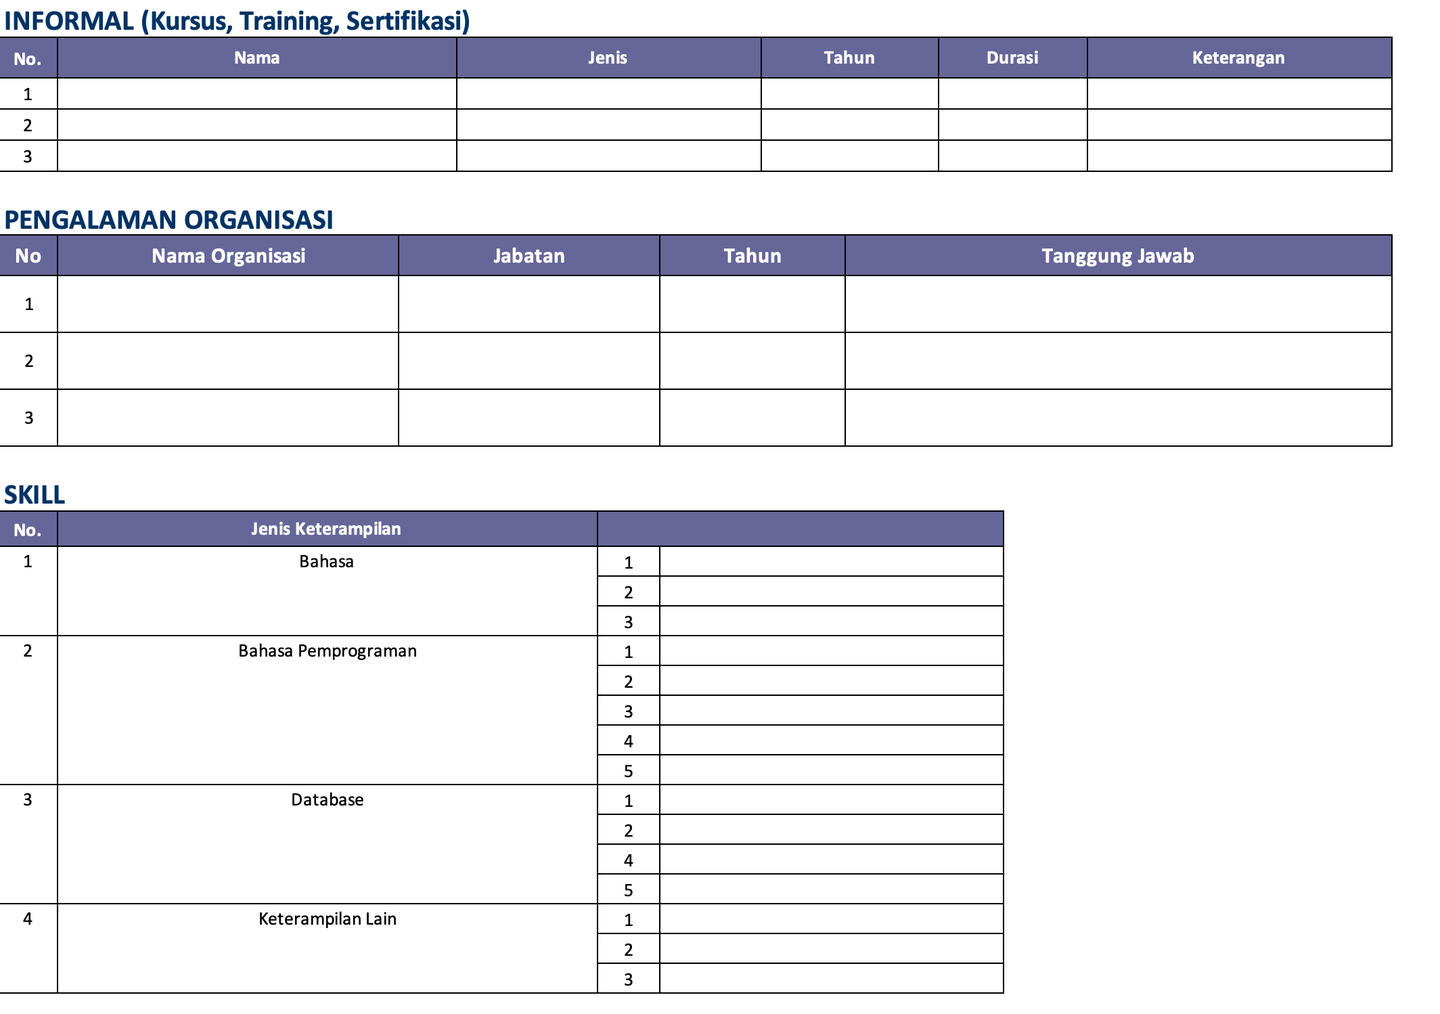 INFORMAL (Kursus, Training, Sertifikasi)
No. Nama Jenis Tahun Durasi Keterangan
1
2
3
PENGALAMAN ORGANISASI
No Nama Organisasi Jabatan Tahun Tanggung Jawab
1
2
3
SKILL
No. Jenis Keterampilan
1 Bahasa 1
2
3
2 Bahasa Pemprograman 1
2
3
4
5
3 Database 1
2
4
5
4 Keterampilan Lain 1
2
3